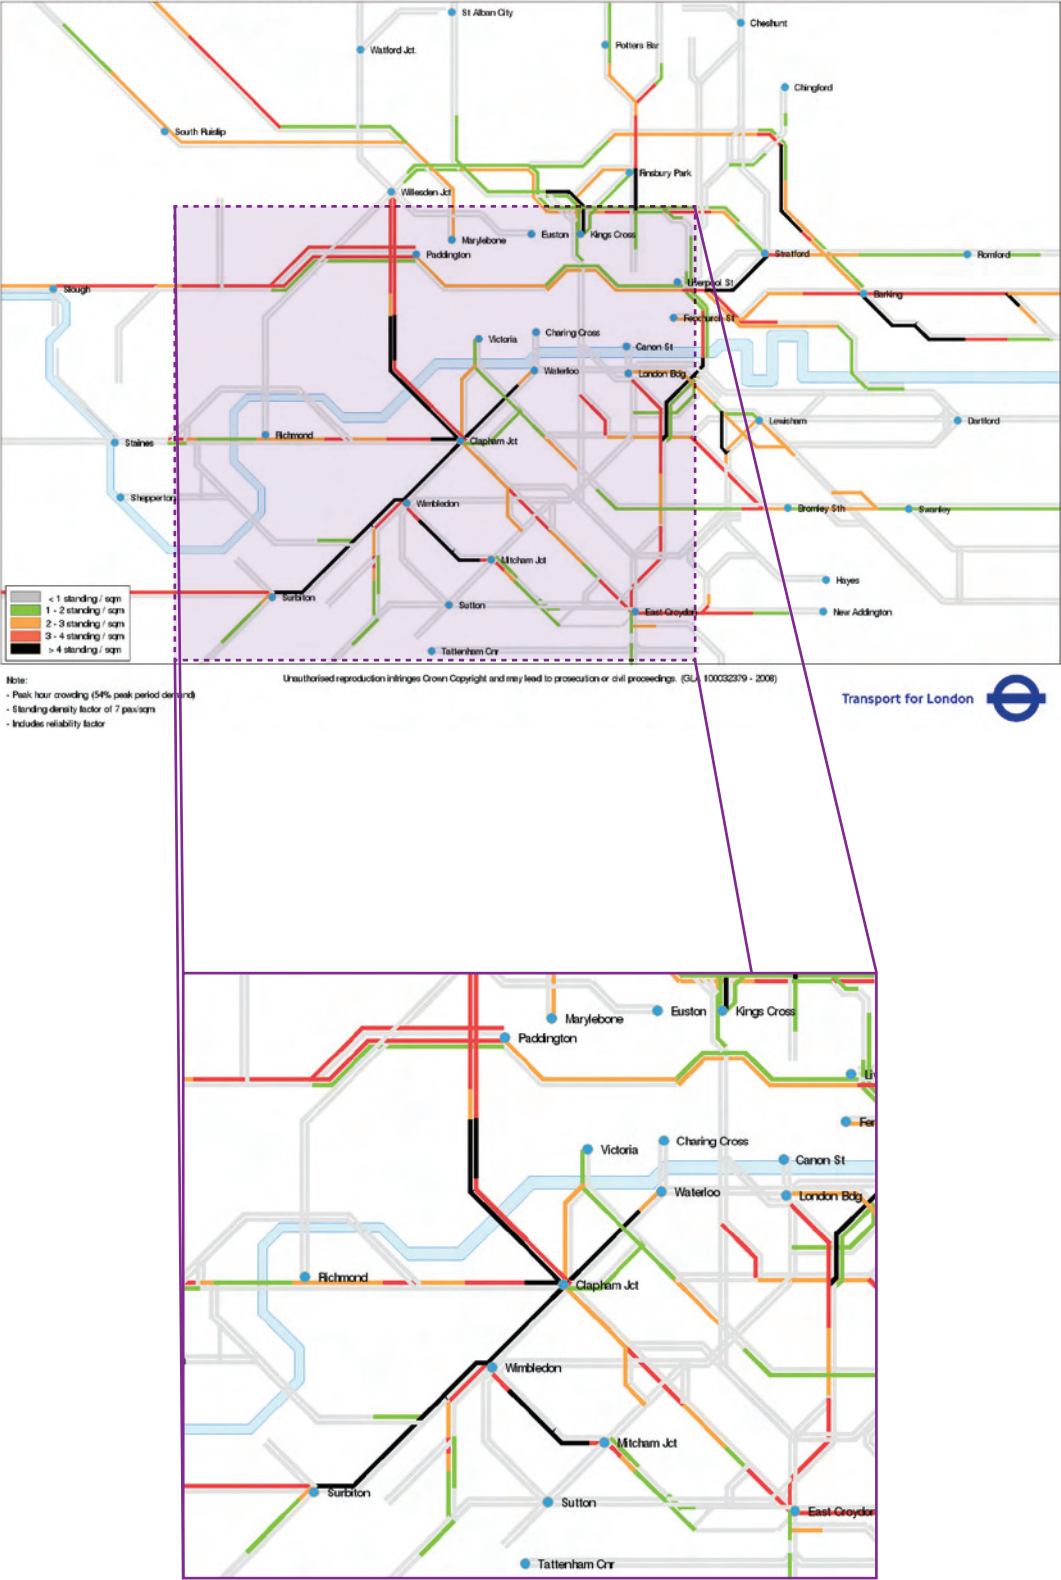 St Alban City
Cheshunt
Watford Jct
Potters Bar
Chingford
South Ruislip
Finsbury Park
Willesden Jct
Marylebone
Euston
Kings Cross
Paddington
Stratford
Romford
Slough
Liverpool St
Barking
Fenchurch St
Victoria
Charing Cross
Canon St
Waterloo
London Bdg
Lewisham
Dartford
Staines
Richmond
Clapham Jct
Shepperton
Wimbledon
Bromley Sth
Swanley
Mitcham Jct
Hayes
Surbiton
Sutton
East Croydon
New Addington
Tattenham Cnr
< 1 standing / sqm
1 - 2 standing / sqm
2 - 3 standing / sqm
3 - 4 standing / sqm
> 4 standing / sqm
Note:
- Peak hour crowding (54% peak period demand)
- Standing density factor of 7 pax/sqm
- Includes reliability factor
Unauthorised reproduction infringes Crown Copyright and may lead to prosecution or civil proceedings. (GLA 100032379 - 2008)
Transport for London
Marylebone
Euston
Kings Cross
Paddington
Liv
Fer
Victoria
Charing Cross
Canon St
Waterloo
London Bdg
Richmond
Clapham Jct
Wimbledon
Mitcham Jct
Surbiton
Sutton
East Croydon
Tattenham Cnr